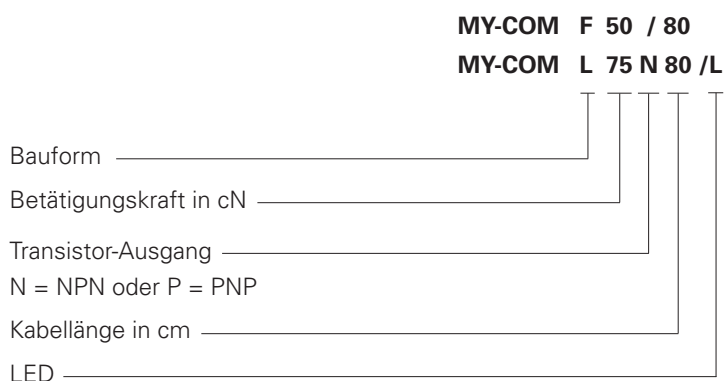 MY-COM F 50 / 80
MY-COM L 75 N 80 /L
Bauform
Betätigungskraft in cN
Transistor-Ausgang
N = NPN oder P = PNP
Kabellänge in cm
LED